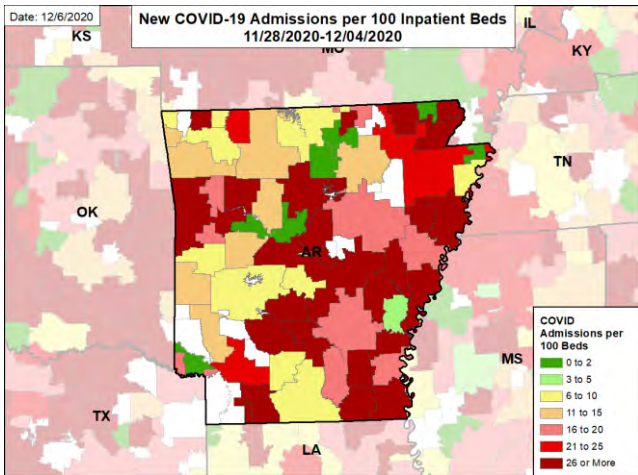 Date: 12/6/2020
New COVID-19 Admissions per 100 Inpatient Beds
11/28/2020-12/04/2020
KS
MO
IL
KY
TN
OK
AR
MS
TX
LA
COVID
Admissions per
100 Beds
0 to 2
3 to 5
6 to 10
11 to 15
16 to 20
21 to 25
26 or More